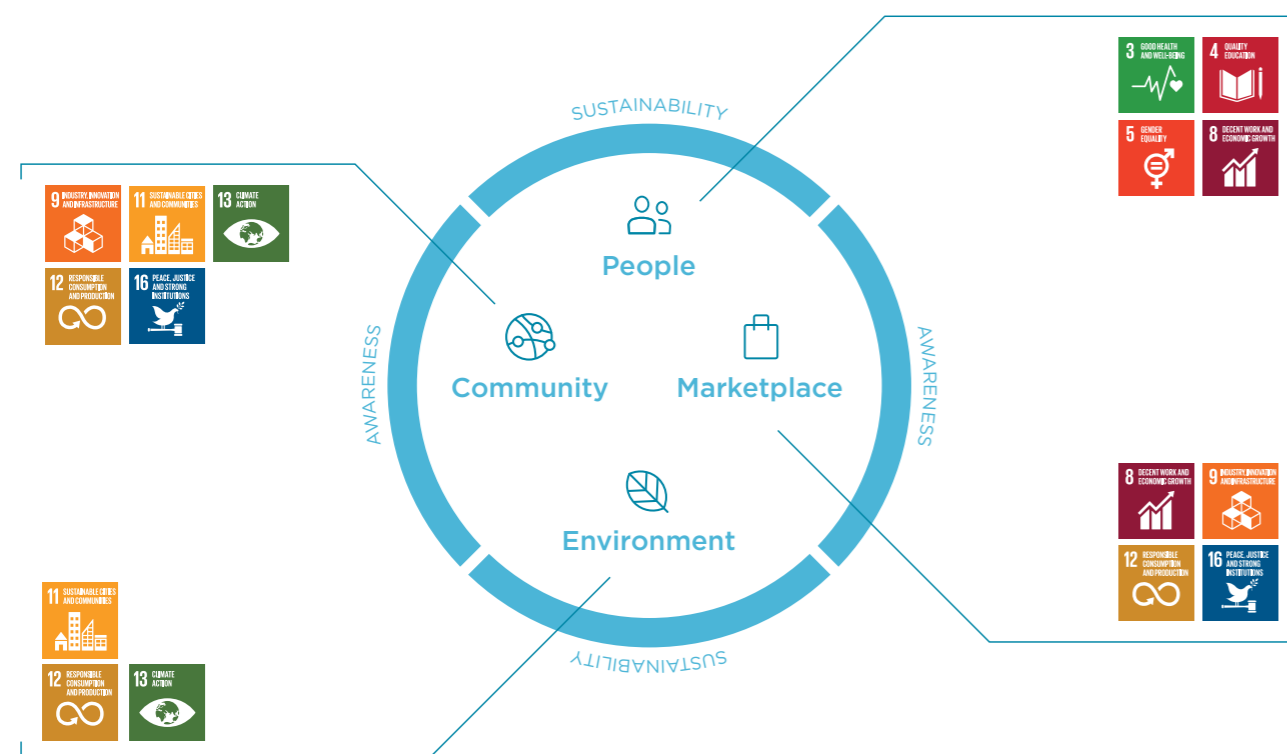 SUSTAINABILITY
3 GOOD HEALTH
AND WELL-BEING
4 QUALITY
EDUCATION
5 GENDER
EQUALITY
8 DECENT WORK AND
ECONOMIC GROWTH
9 INDUSTRY, INNOVATION
AND INFRASTRUCTURE
11 SUSTAINABLE CITIES
AND COMMUNITIES
13 CLIMATE
ACTION
12 RESPONSIBLE
CONSUMPTION
AND PRODUCTION
16 PEACE, JUSTICE
AND STRONG
INSTITUTIONS
People
AWARENESS
Community
Marketplace
AWARENESS
Environment
8 DECENT WORK AND
ECONOMIC GROWTH
9 INDUSTRY, INNOVATION
AND INFRASTRUCTURE
12 RESPONSIBLE
CONSUMPTION
AND PRODUCTION
16 PEACE, JUSTICE
AND STRONG
INSTITUTIONS
11 SUSTAINABLE CITIES
AND COMMUNITIES
12 RESPONSIBLE
CONSUMPTION
AND PRODUCTION
13 CLIMATE
ACTION
SUSTAINABILITY